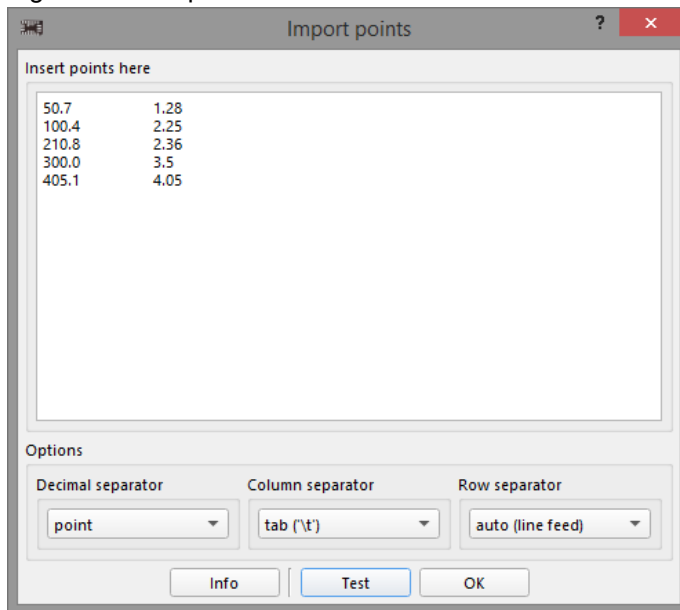 Import points
?
×
Insert points here
50.7 1.28
100.4 2.25
210.8 2.36
300.0 3.5
405.1 4.05
Options
Decimal separator Column separator Row separator
point tab ('\t') auto (line feed)
Info Test OK